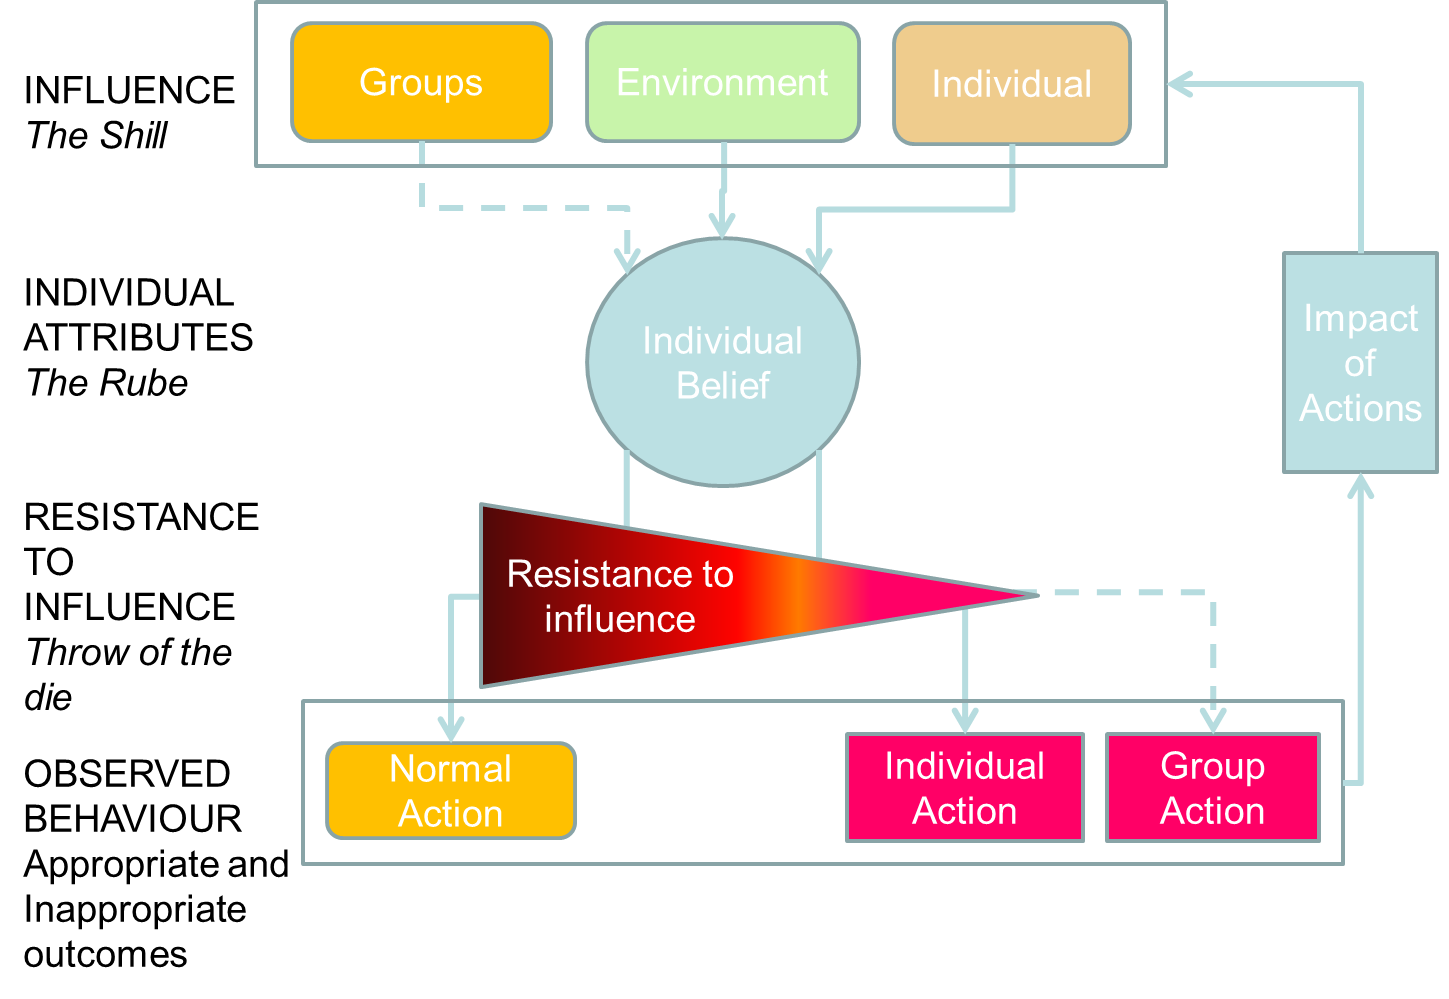 INFLUENCE
The Shill
Groups
Environment
Individual
INDIVIDUAL
ATTRIBUTES
The Rube
Individual
Belief
Impact
of
Actions
RESISTANCE
TO
INFLUENCE
Throw of the
die
Resistance to
influence
OBSERVED
BEHAVIOUR
Appropriate and
Inappropriate
outcomes
Normal
Action
Individual
Action
Group
Action